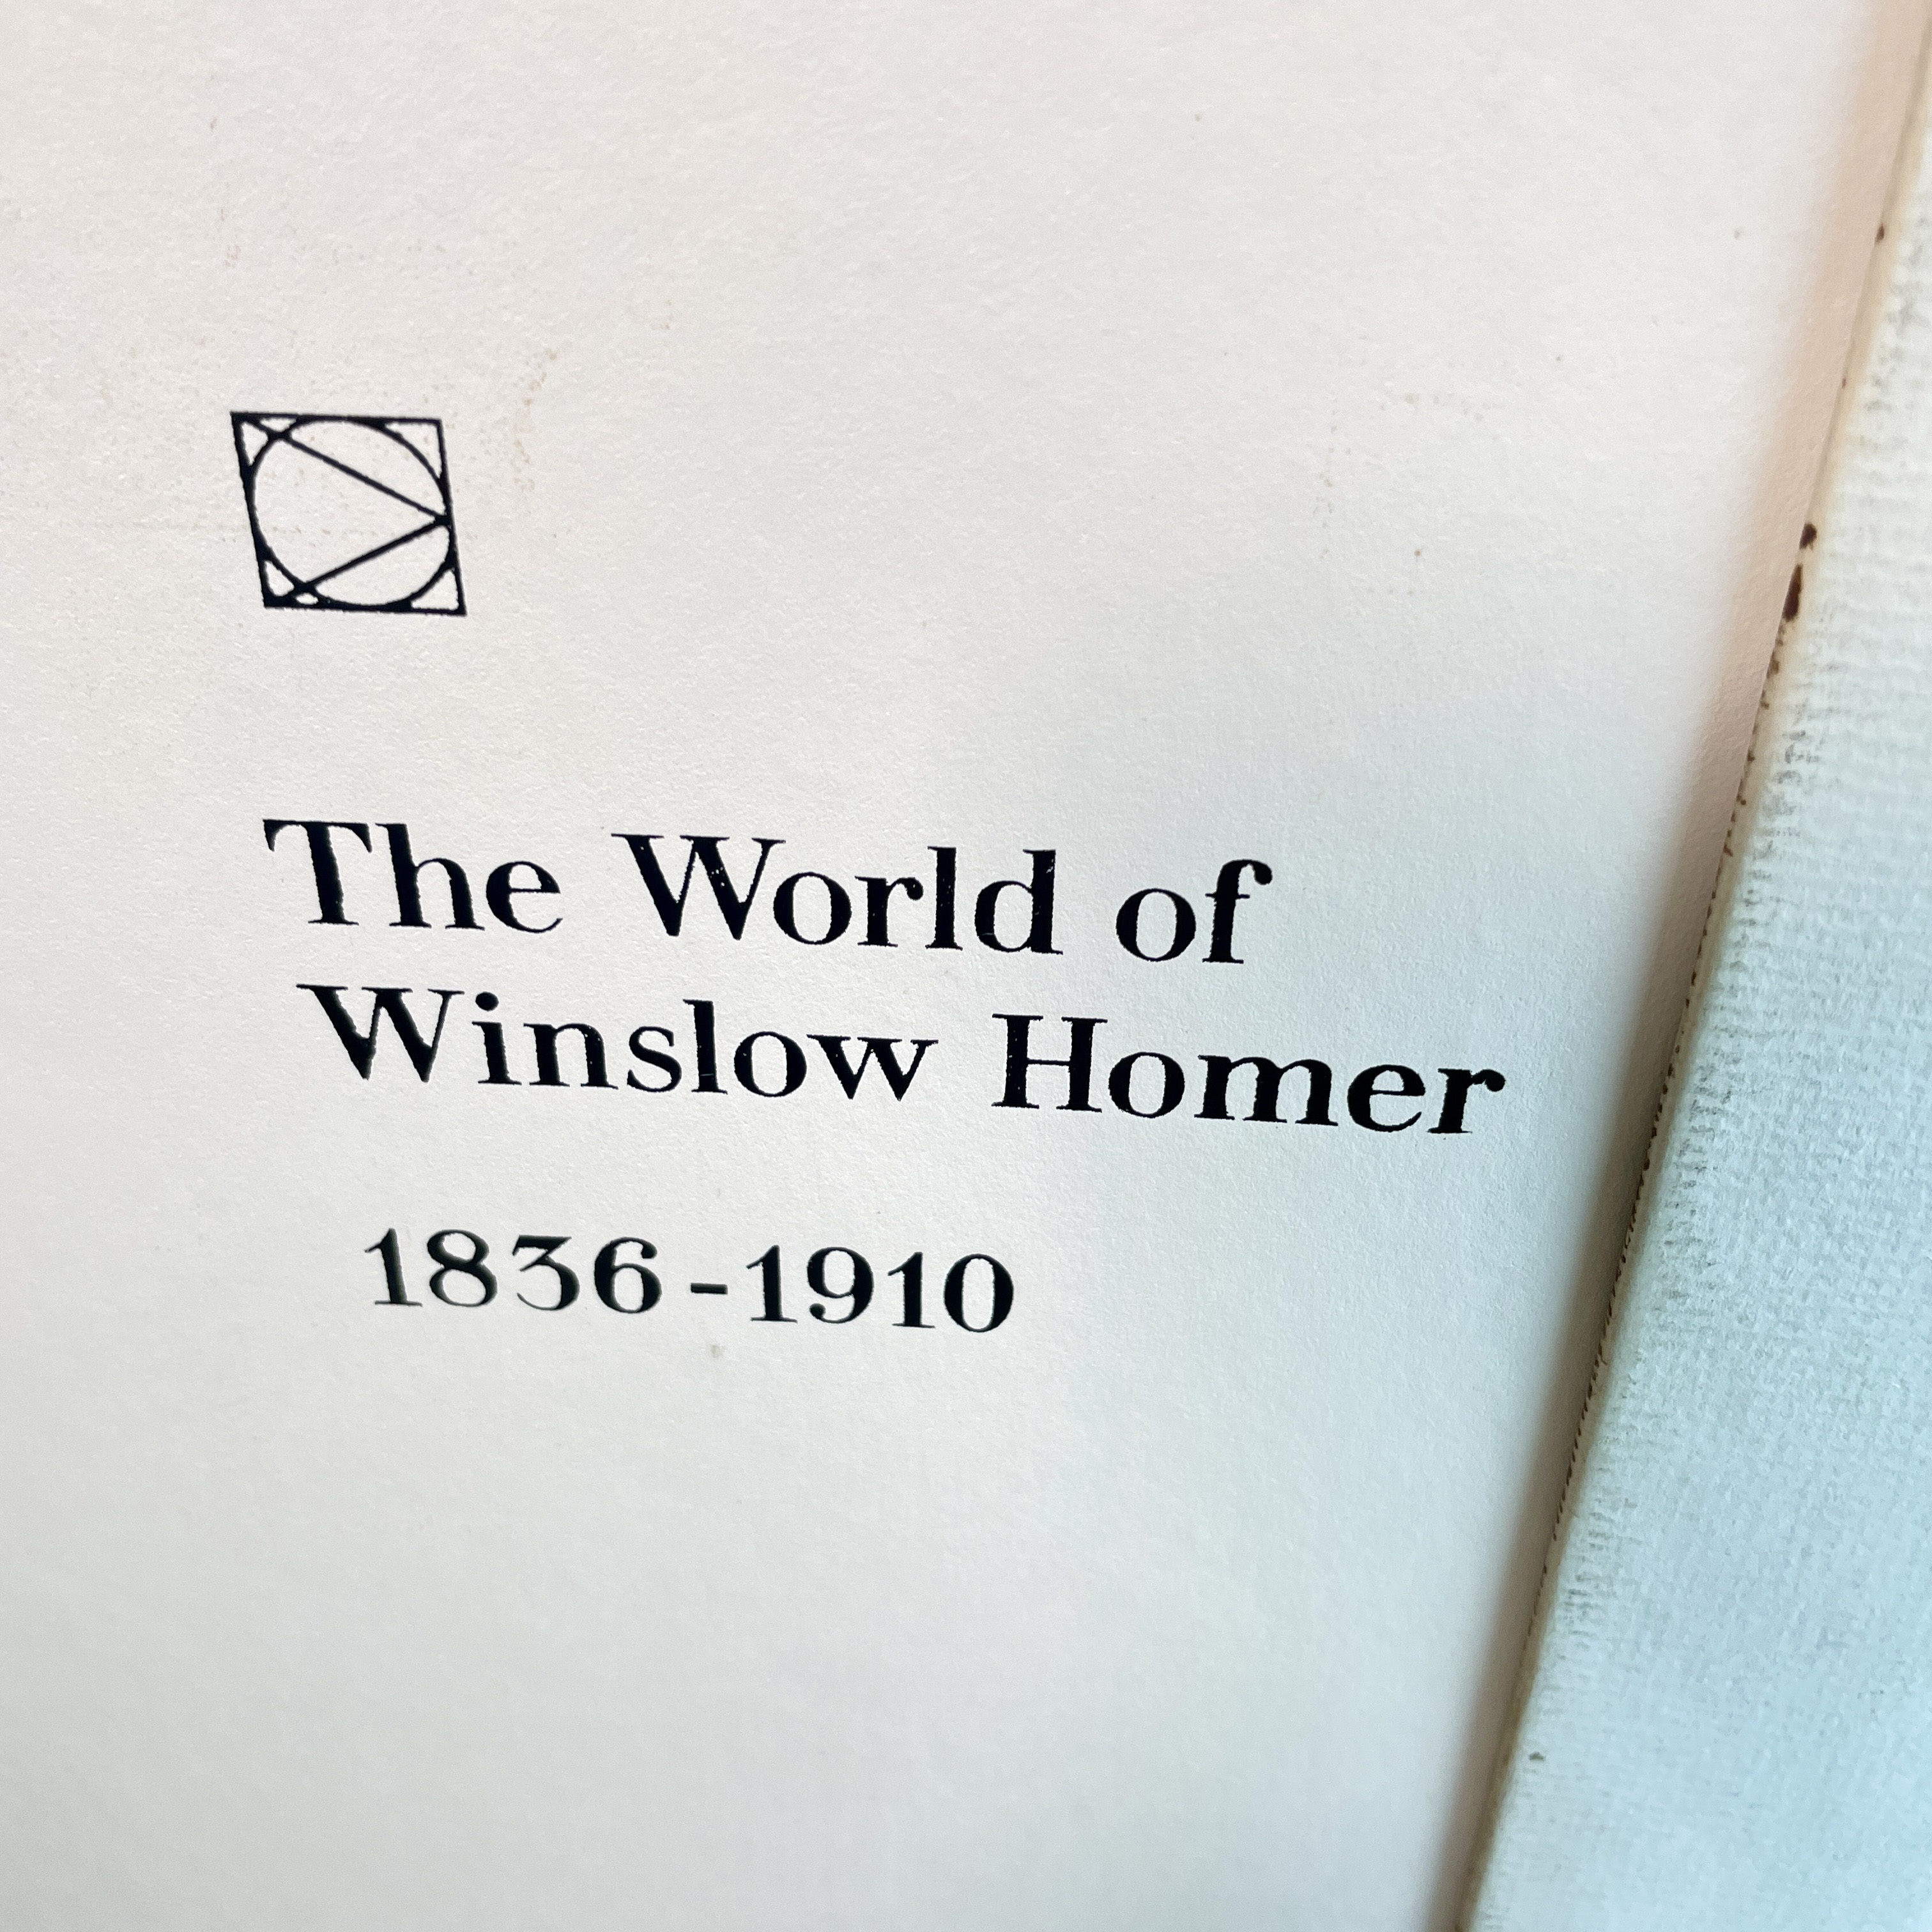 The World of
Winslow Homer
1836-1910